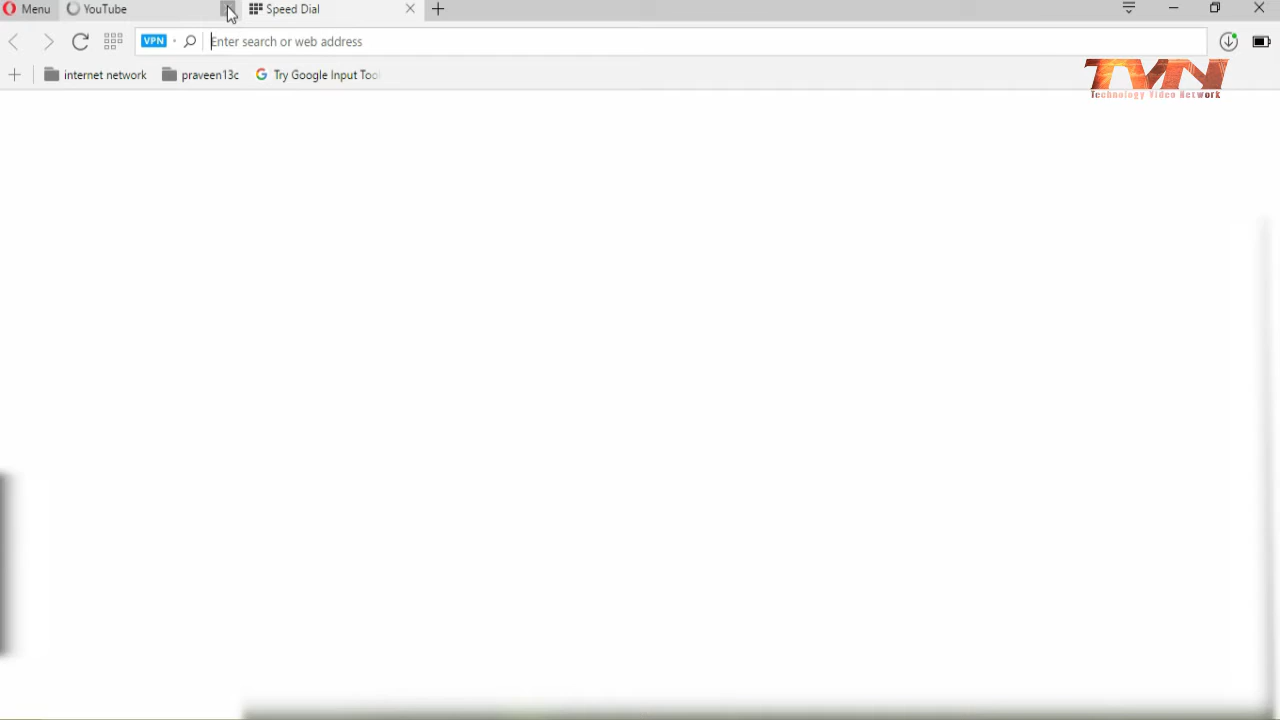 Menu
YouTube
Speed Dial
VPN
Enter search or web address
internet network
praveen13c
Try Google Input Tool
TVN
Technology Video Network